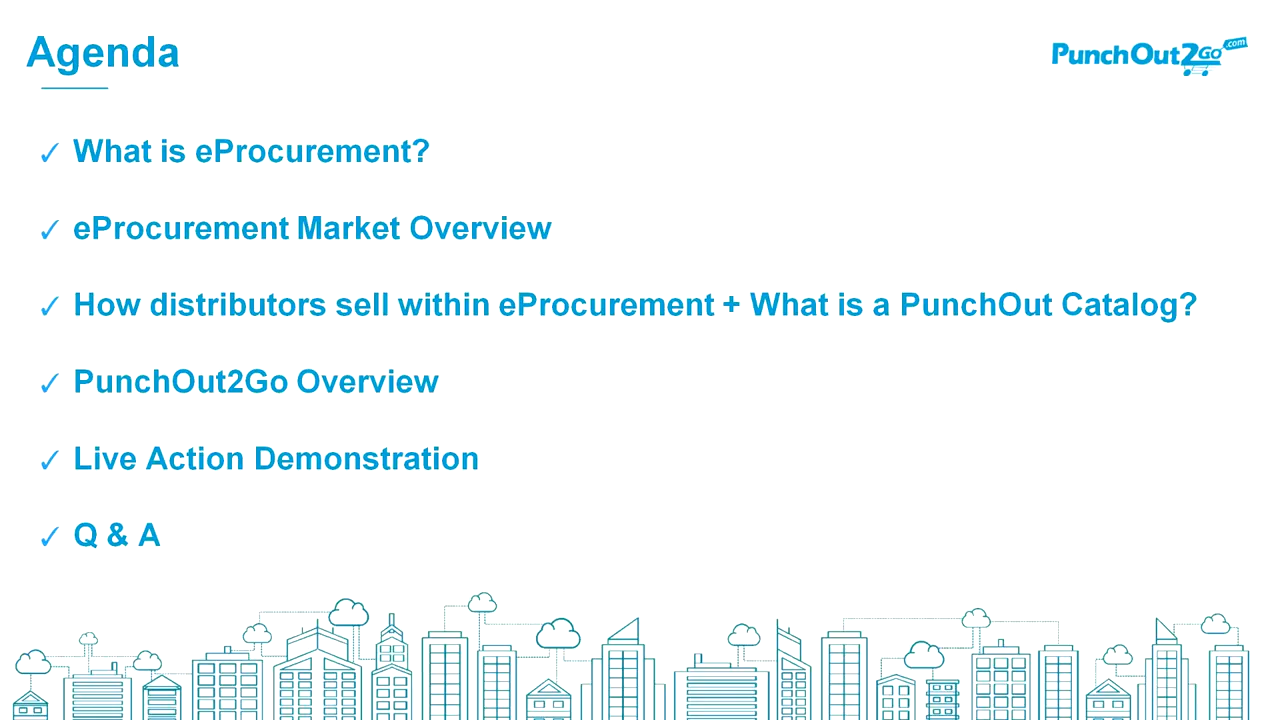 Agenda
PunchOut2Go.com
✓ What is eProcurement?
✓ eProcurement Market Overview
✓ How distributors sell within eProcurement + What is a PunchOut Catalog?
✓ PunchOut2Go Overview
✓ Live Action Demonstration
✓ Q & A